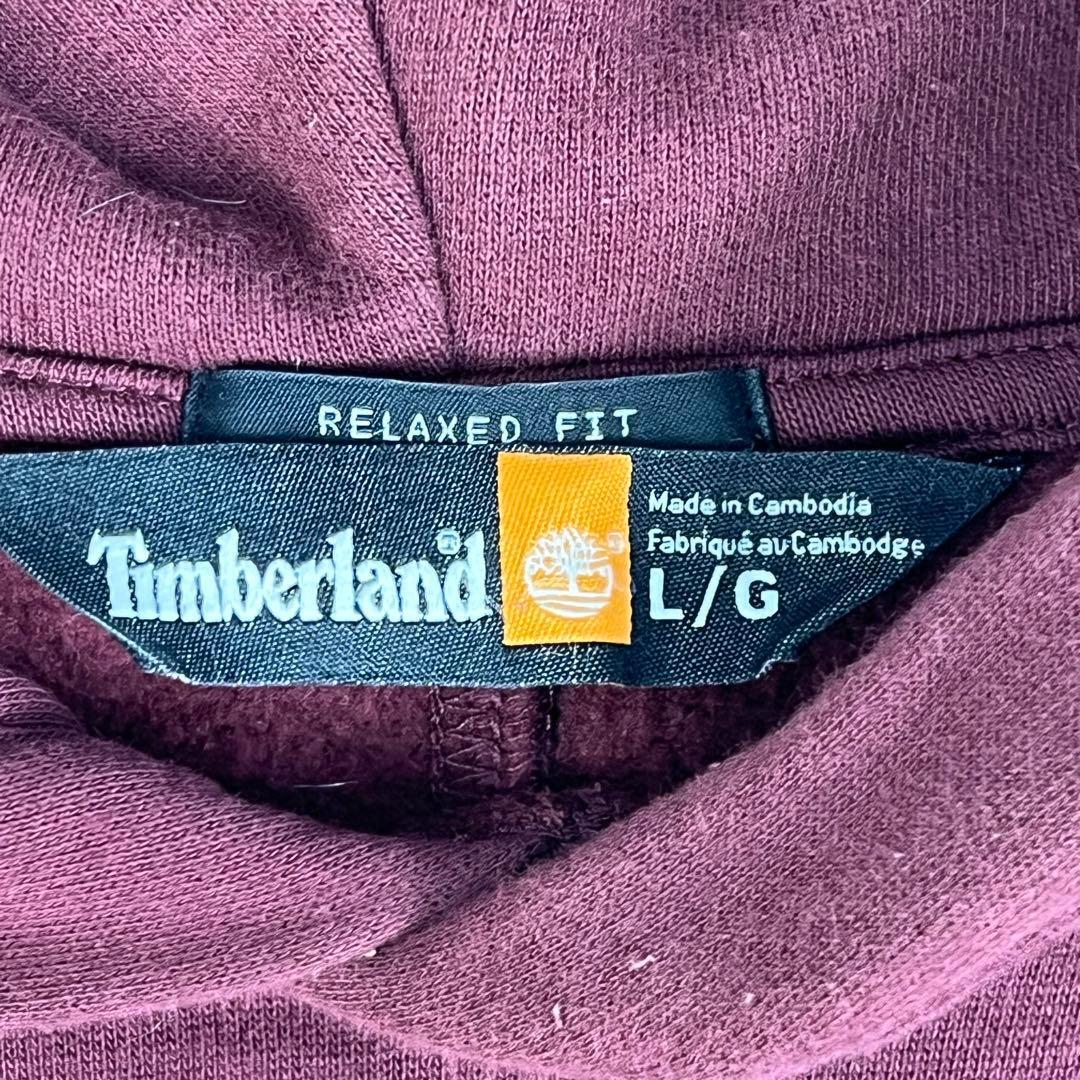 RELAXED FIT
Timberland®
®
Made in Cambodia
Fabriqué au Cambodge
L/G